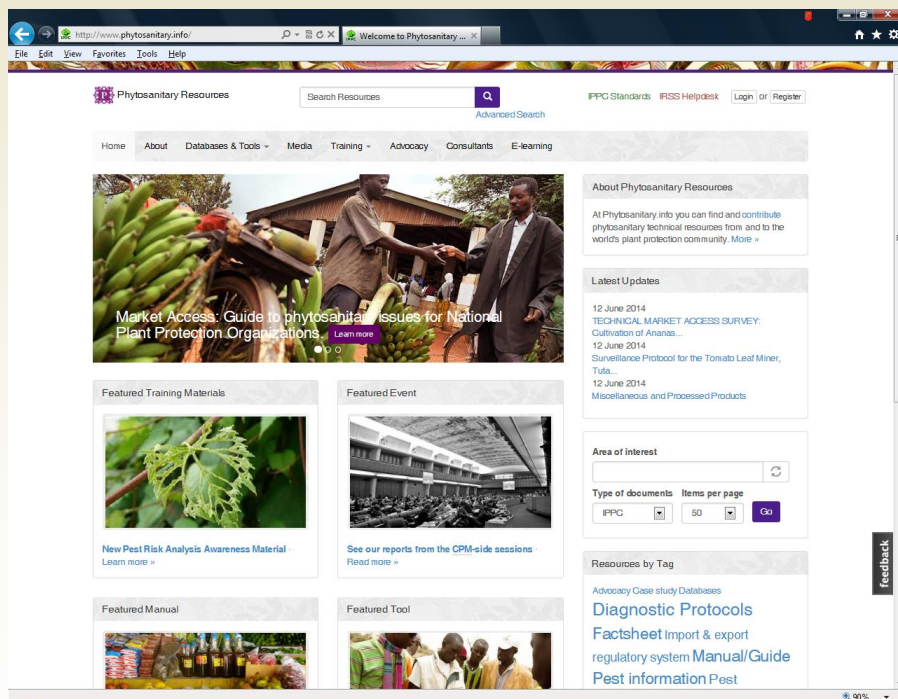 http://www.phytosanitary.info/
Welcome to Phytosanitary ...
File Edit View Favorites Tools Help
Phytosanitary Resources
Search Resources
IPPC Standards IRSS Helpdesk Login or Register
Advanced Search
Home About Databases & Tools Media Training Advocacy Consultants E-learning
Market Access: Guide to phytosanitary issues for National
Plant Protection Organizations. Learn more
About Phytosanitary Resources
At Phytosanitary.info you can find and contribute
phytosanitary technical resources from and to the
world's plant protection community. More »
Latest Updates
12 June 2014
TECHNICAL MARKET ACCESS SURVEY:
Cultivation of Ananas...
12 June 2014
Surveillance Protocol for the Tomato Leaf Miner,
Tuta...
12 June 2014
Miscellaneous and Processed Products
Featured Training Materials
New Pest Risk Analysis Awareness Material ·
Learn more »
Featured Event
See our reports from the CPM-side sessions ·
Read more »
Area of interest
Type of documents Items per page
IPPC 50 Go
feedback
Resources by Tag
Advocacy Case study Databases
Diagnostic Protocols
Factsheet Import & export
regulatory system Manual/Guide
Pest information Pest
Featured Manual
Featured Tool
90%